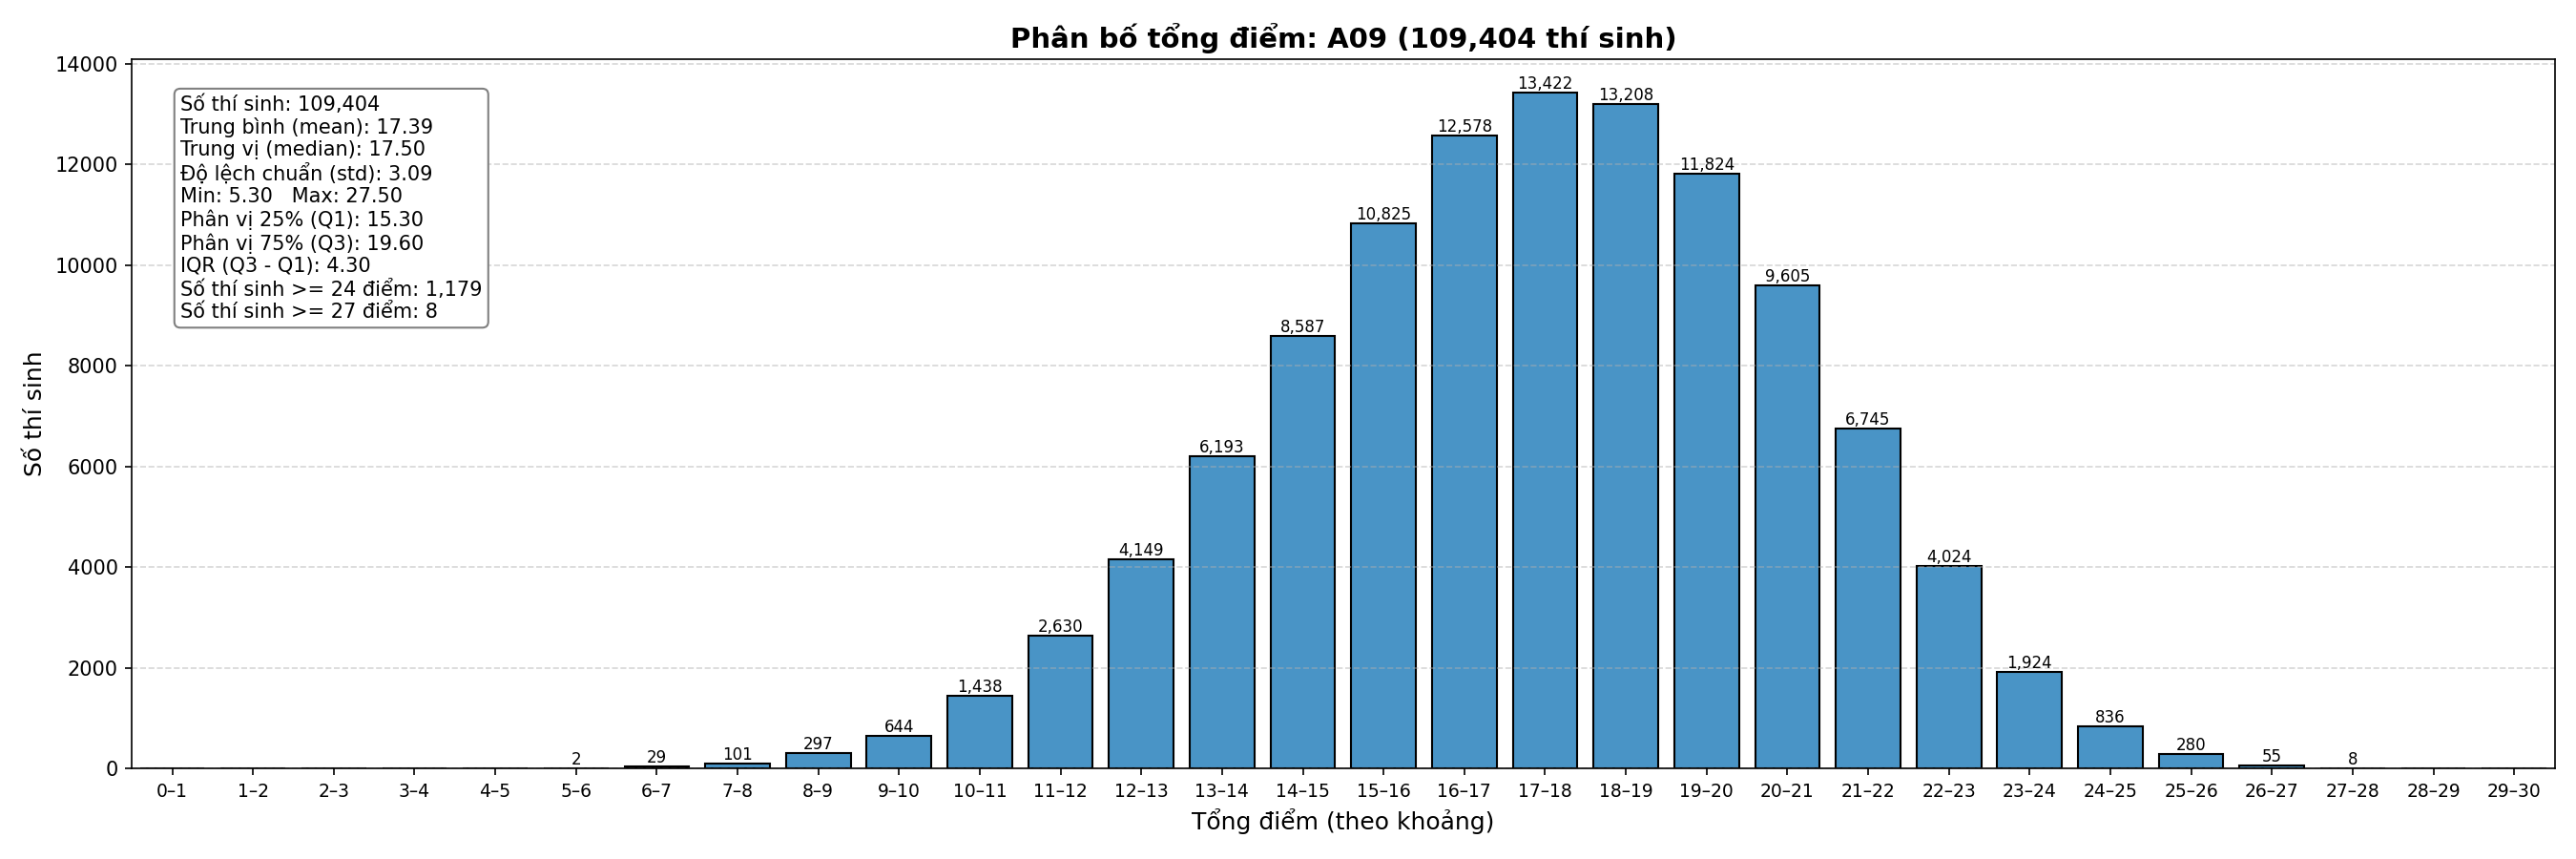 Phân bố tổng điểm: A09 (109,404 thí sinh)
Số thí sinh: 109,404
Trung bình (mean): 17.39
Trung vị (median): 17.50
Độ lệch chuẩn (std): 3.09
Min: 5.30   Max: 27.50
Phân vị 25% (Q1): 15.30
Phân vị 75% (Q3): 19.60
IQR (Q3 - Q1): 4.30
Số thí sinh >= 24 điểm: 1,179
Số thí sinh >= 27 điểm: 8
Số thí sinh
14000
12000
10000
8000
6000
4000
2000
0
2
29
101
297
644
1,438
2,630
4,149
6,193
8,587
10,825
12,578
13,422
13,208
11,824
9,605
6,745
4,024
1,924
836
280
55
8
0–1 1–2 2–3 3–4 4–5 5–6 6–7 7–8 8–9 9–10 10–11 11–12 12–13 13–14 14–15 15–16 16–17 17–18 18–19 19–20 20–21 21–22 22–23 23–24 24–25 25–26 26–27 27–28 28–29 29–30
Tổng điểm (theo khoảng)